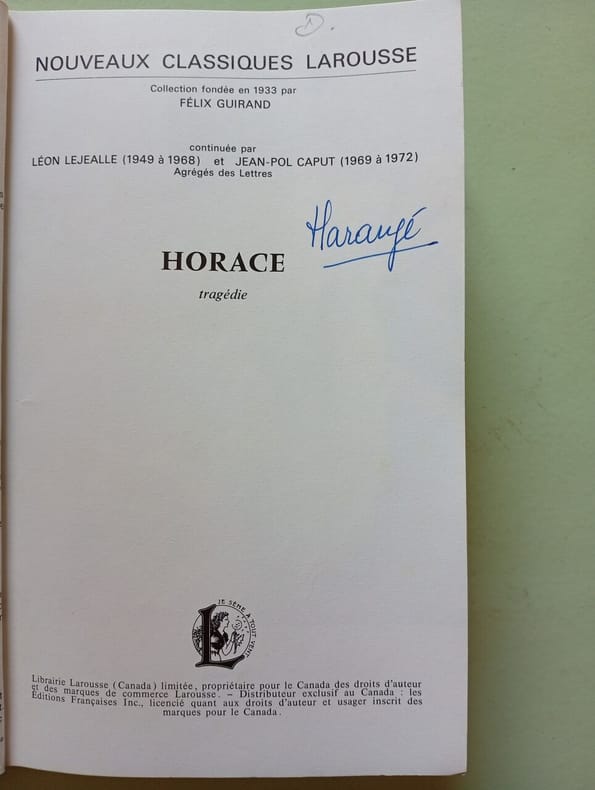 D.
NOUVEAUX CLASSIQUES LAROUSSE
Collection fondée en 1933 par
FÉLIX GUIRAND
continuée par
LÉON LEJEALLE (1949 à 1968) et JEAN-POL CAPUT (1969 à 1972)
Agrégés des Lettres
Harangé
HORACE
tragédie
JE SÈME À TOUT VENT
L
Librairie Larousse (Canada) limitée, propriétaire pour le Canada des droits d'auteur
et des marques de commerce Larousse. – Distributeur exclusif au Canada : les
Éditions Françaises Inc., licencié quant aux droits d'auteur et usager inscrit des
marques pour le Canada.